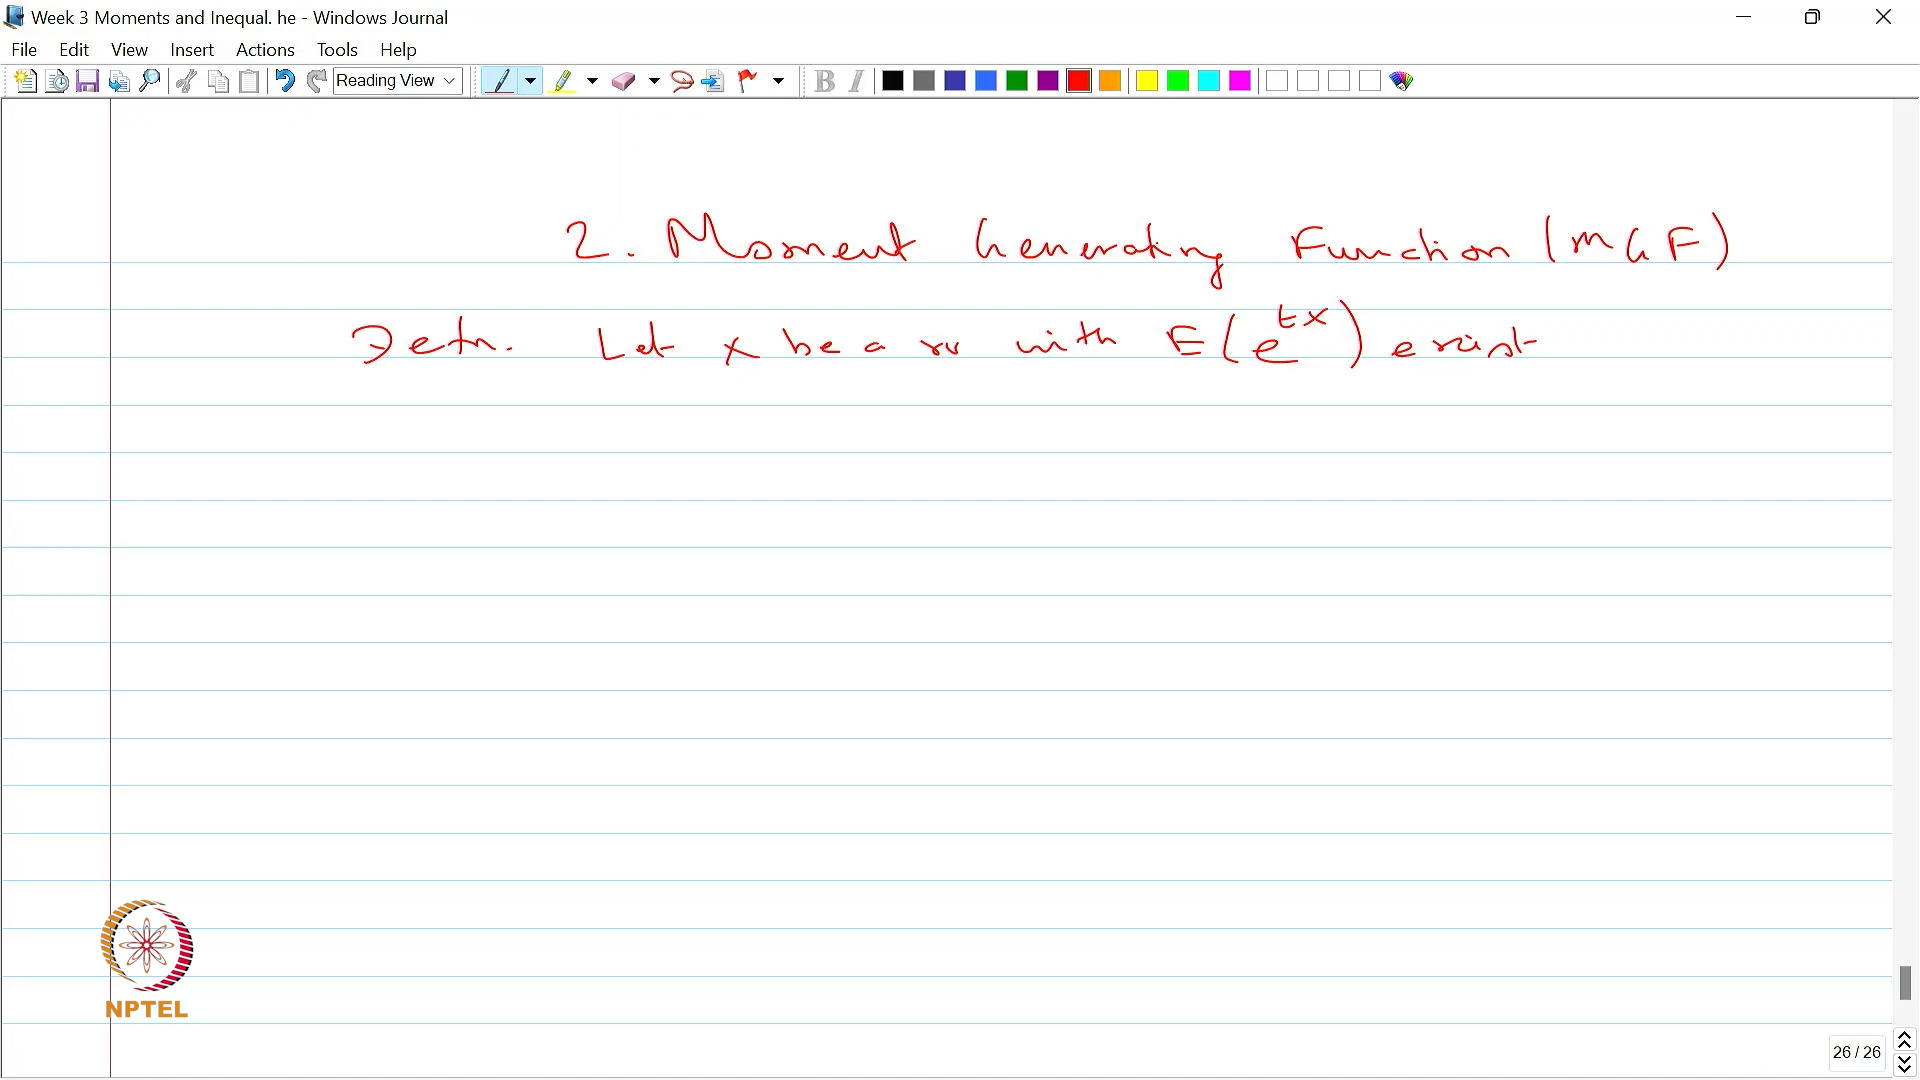 Week 3 Moments and Inequal. he - Windows Journal
File Edit View Insert Actions Tools Help
Reading View
2. Moment Generating Function (MGF)
Defn. Let X be a rv with E(e^{tX}) exist
NPTEL
26 / 26